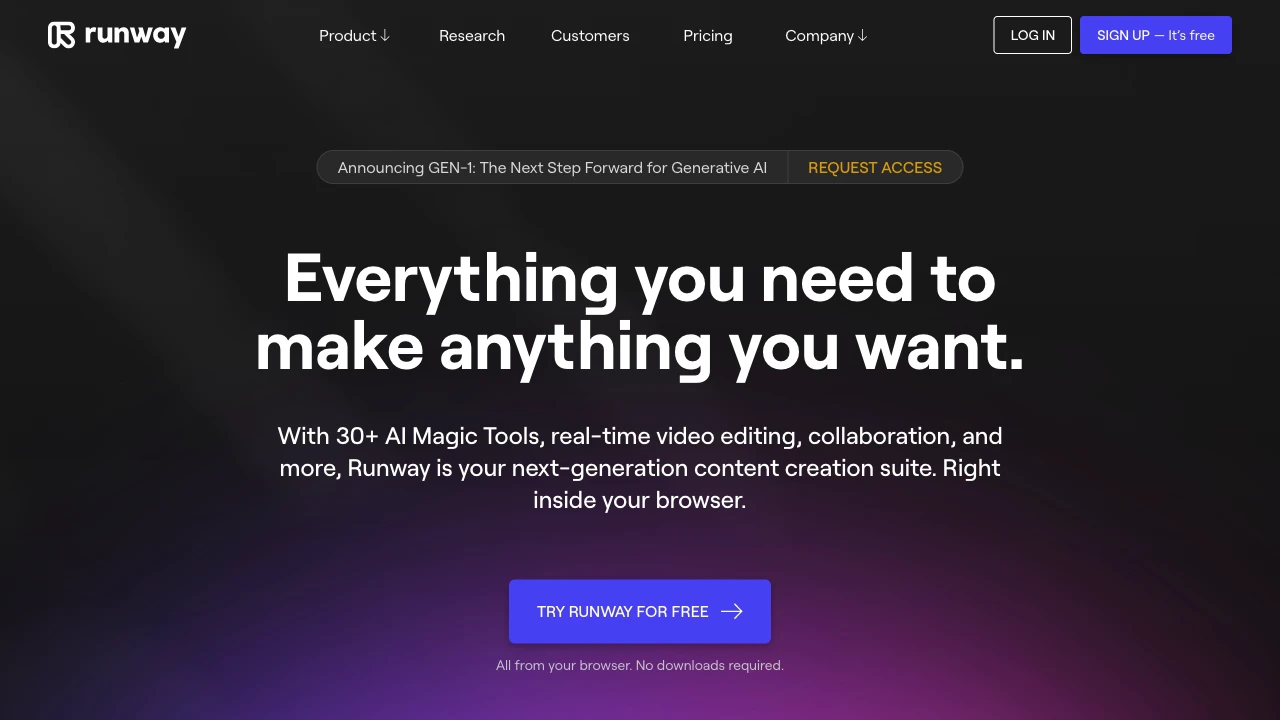 runway
Product ↓
Research
Customers
Pricing
Company ↓
LOG IN
SIGN UP — It's free
Announcing GEN-1: The Next Step Forward for Generative AI
REQUEST ACCESS
Everything you need to
make anything you want.
With 30+ AI Magic Tools, real-time video editing, collaboration, and
more, Runway is your next-generation content creation suite. Right
inside your browser.
TRY RUNWAY FOR FREE →
All from your browser. No downloads required.